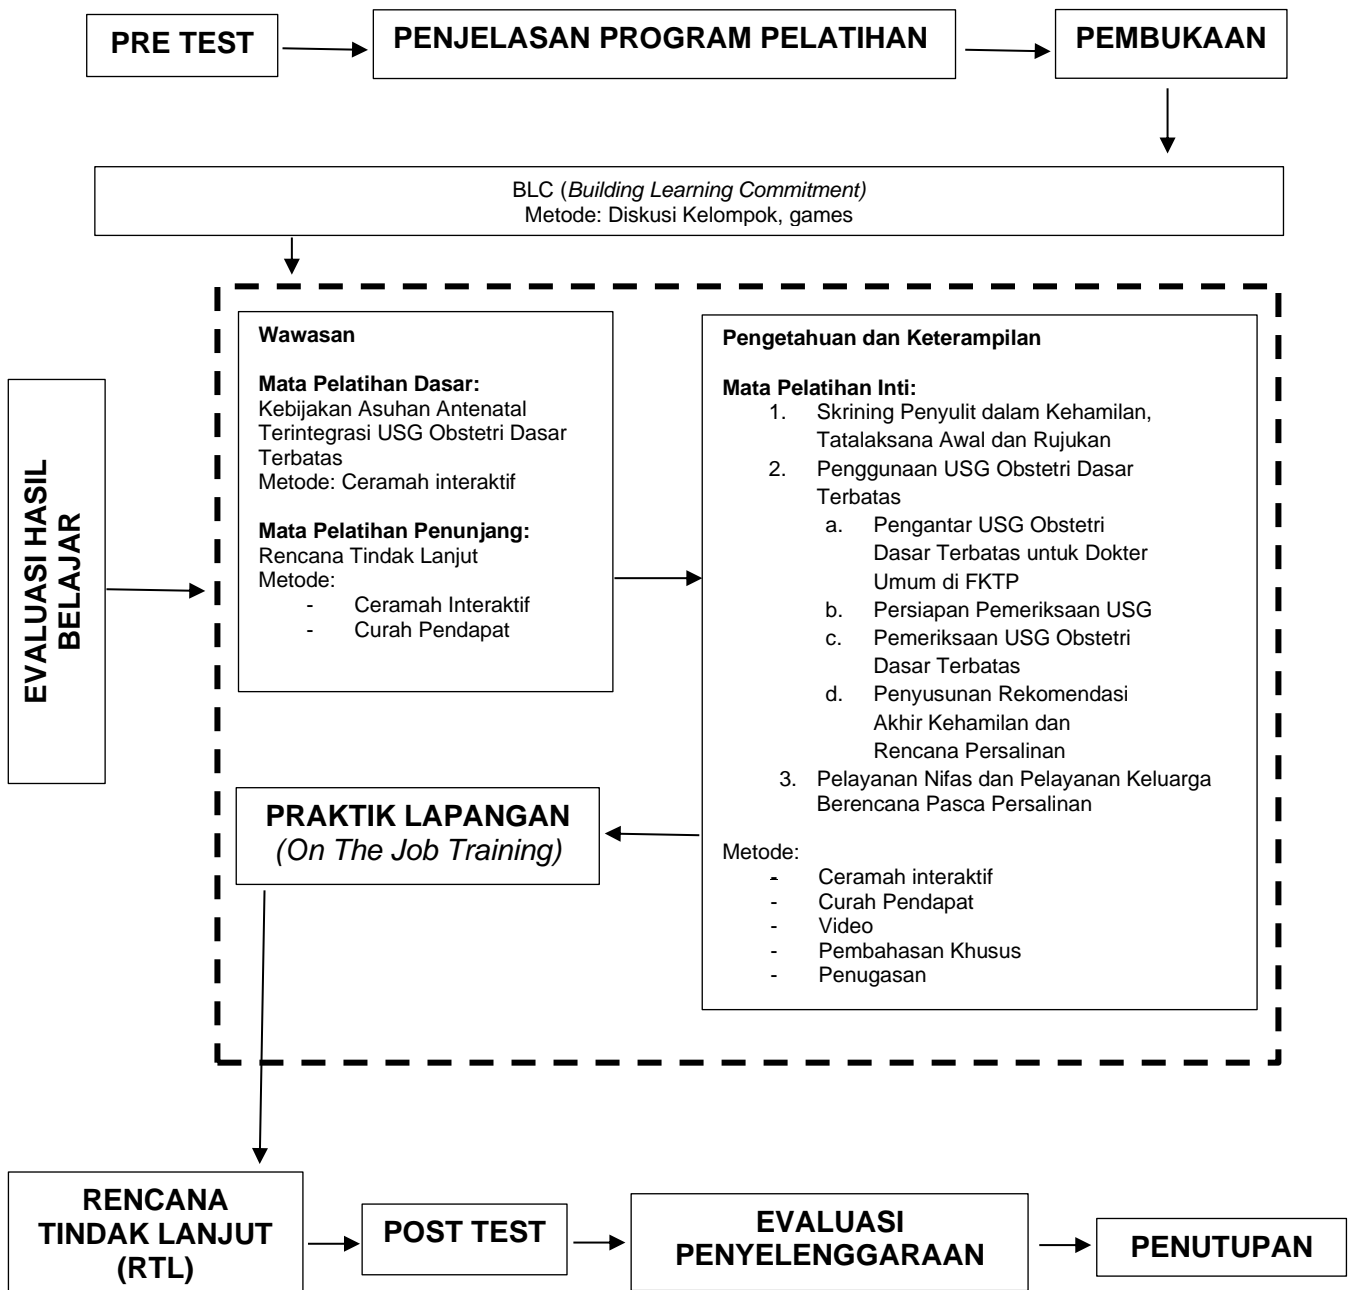 PRE TEST
PENJELASAN PROGRAM PELATIHAN
PEMBUKAAN
BLC (Building Learning Commitment)
Metode: Diskusi Kelompok, games
EVALUASI HASIL
BELAJAR
Wawasan
Mata Pelatihan Dasar:
Kebijakan Asuhan Antenatal
Terintegrasi USG Obstetri Dasar
Terbatas
Metode: Ceramah interaktif
Mata Pelatihan Penunjang:
Rencana Tindak Lanjut
Metode:
- Ceramah Interaktif
- Curah Pendapat
Pengetahuan dan Keterampilan
Mata Pelatihan Inti:
1. Skrining Penyulit dalam Kehamilan,
Tatalaksana Awal dan Rujukan
2. Penggunaan USG Obstetri Dasar
Terbatas
a. Pengantar USG Obstetri
Dasar Terbatas untuk Dokter
Umum di FKTP
b. Persiapan Pemeriksaan USG
c. Pemeriksaan USG Obstetri
Dasar Terbatas
d. Penyusunan Rekomendasi
Akhir Kehamilan dan
Rencana Persalinan
3. Pelayanan Nifas dan Pelayanan Keluarga
Berencana Pasca Persalinan
Metode:
- Ceramah interaktif
- Curah Pendapat
- Video
- Pembahasan Khusus
- Penugasan
PRAKTIK LAPANGAN
(On The Job Training)
RENCANA
TINDAK LANJUT
(RTL)
POST TEST
EVALUASI
PENYELENGGARAAN
PENUTUPAN